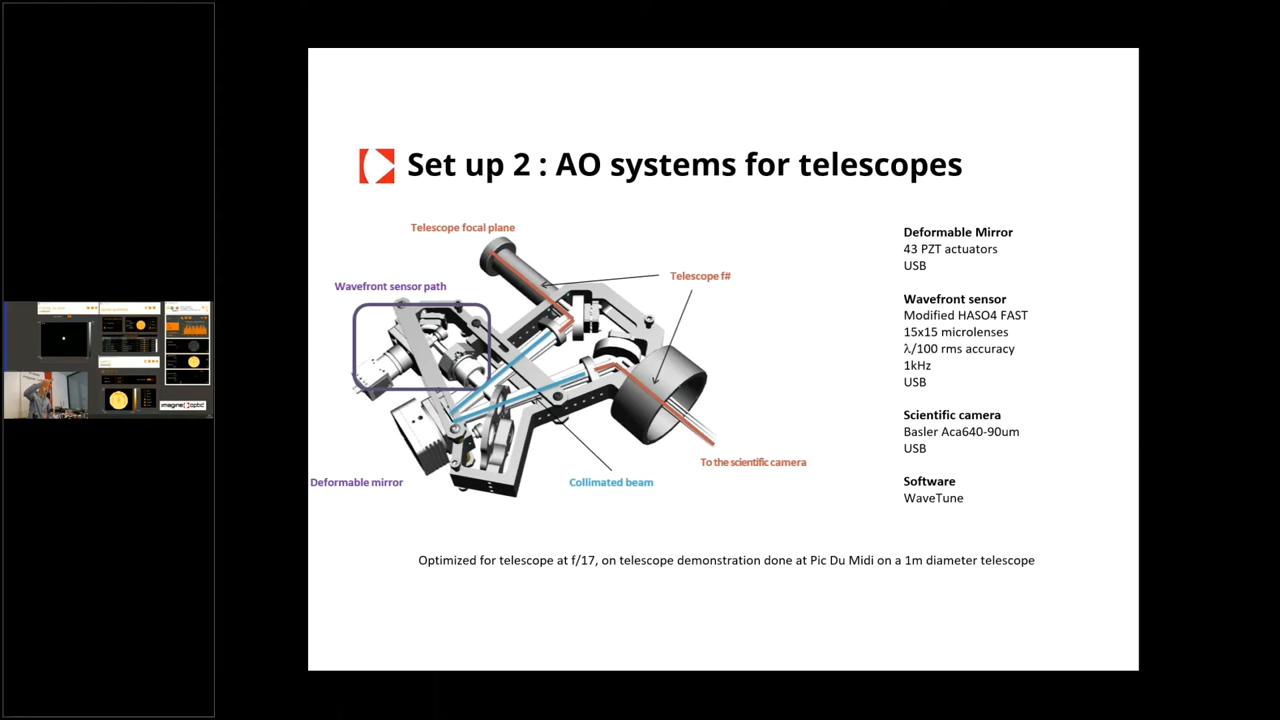 Set up 2 : AO systems for telescopes
Telescope focal plane
Telescope f#
Wavefront sensor path
To the scientific camera
Deformable mirror
Collimated beam
Deformable Mirror
43 PZT actuators
USB
Wavefront sensor
Modified HASO4 FAST
15x15 microlenses
λ/100 rms accuracy
1kHz
USB
Scientific camera
Basler Aca640-90um
USB
Software
WaveTune
Optimized for telescope at f/17, on telescope demonstration done at Pic Du Midi on a 1m diameter telescope
imagine optic